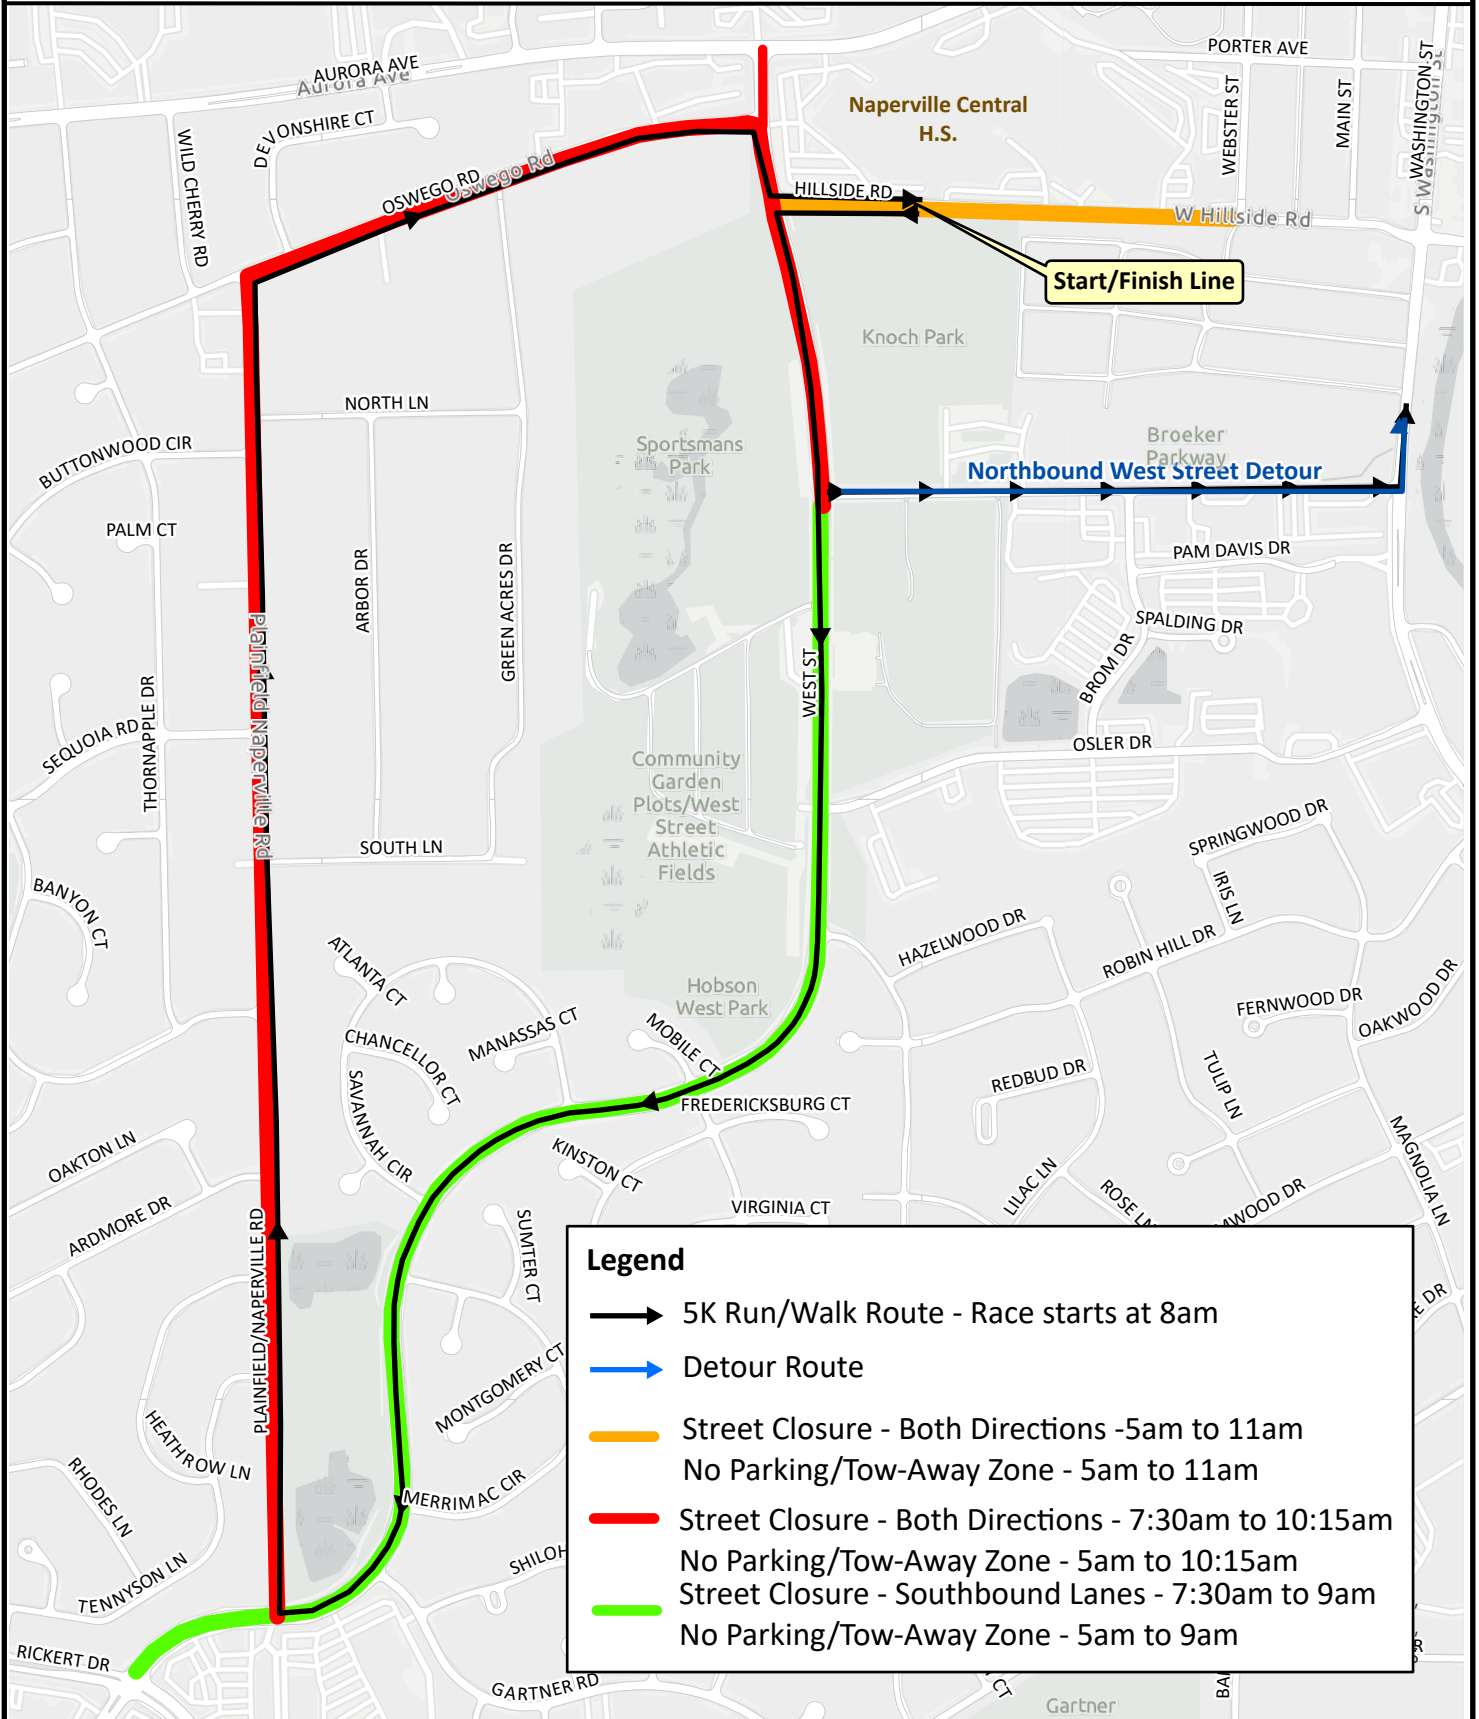 PORTER AVE
AURORA AVE
Aurora Ave
WASHINGTON ST
S Washington St
WEBSTER ST
MAIN ST
Naperville Central
H.S.
DEVONSHIRE CT
WILD CHERRY RD
OSWEGO RD
Oswego Rd
HILLSIDE RD
W Hillside Rd
Start/Finish Line
Knoch Park
NORTH LN
BUTTONWOOD CIR
Sportsmans
Park
Broeker
Parkway
Northbound West Street Detour
PALM CT
ARBOR DR
GREEN ACRES DR
PAM DAVIS DR
SPALDING DR
BROM DR
Plainfield Naperville Rd
WEST ST
THORNAPPLE DR
SEQUOIA RD
OSLER DR
Community
Garden
Plots/West
Street
Athletic
Fields
SOUTH LN
SPRINGWOOD DR
IRIS LN
BANYON CT
HAZELWOOD DR
ROBIN HILL DR
ATLANTA CT
Hobson
West Park
FERNWOOD DR
OAKWOOD DR
CHANCELLOR CT
MANASSAS CT
MOBILE CT
REDBUD DR
TULIP LN
SAVANNAH CIR
FREDERICKSBURG CT
MAGNOLIA LN
OAKTON LN
KINSTON CT
LILAC LN
ROSE LN
MWOOD DR
ARDMORE DR
VIRGINIA CT
SUMTER CT
PLAINFIELD/NAPERVILLE RD
Legend
5K Run/Walk Route - Race starts at 8am
Detour Route
Street Closure - Both Directions -5am to 11am
No Parking/Tow-Away Zone - 5am to 11am
Street Closure - Both Directions - 7:30am to 10:15am
No Parking/Tow-Away Zone - 5am to 10:15am
Street Closure - Southbound Lanes - 7:30am to 9am
No Parking/Tow-Away Zone - 5am to 9am
E DR
MONTGOMERY CT
HEATHROW LN
RHODES LN
MERRIMAC CIR
SHILOH
TENNYSON LN
RICKERT DR
GARTNER RD
CT
Gartner
BA
R